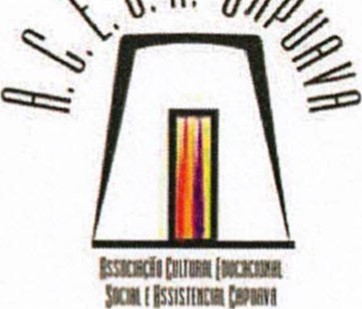 A. C. E. S. A. CAPUAVA
Associação Cultural Educacional
Social e Assistencial Capuava